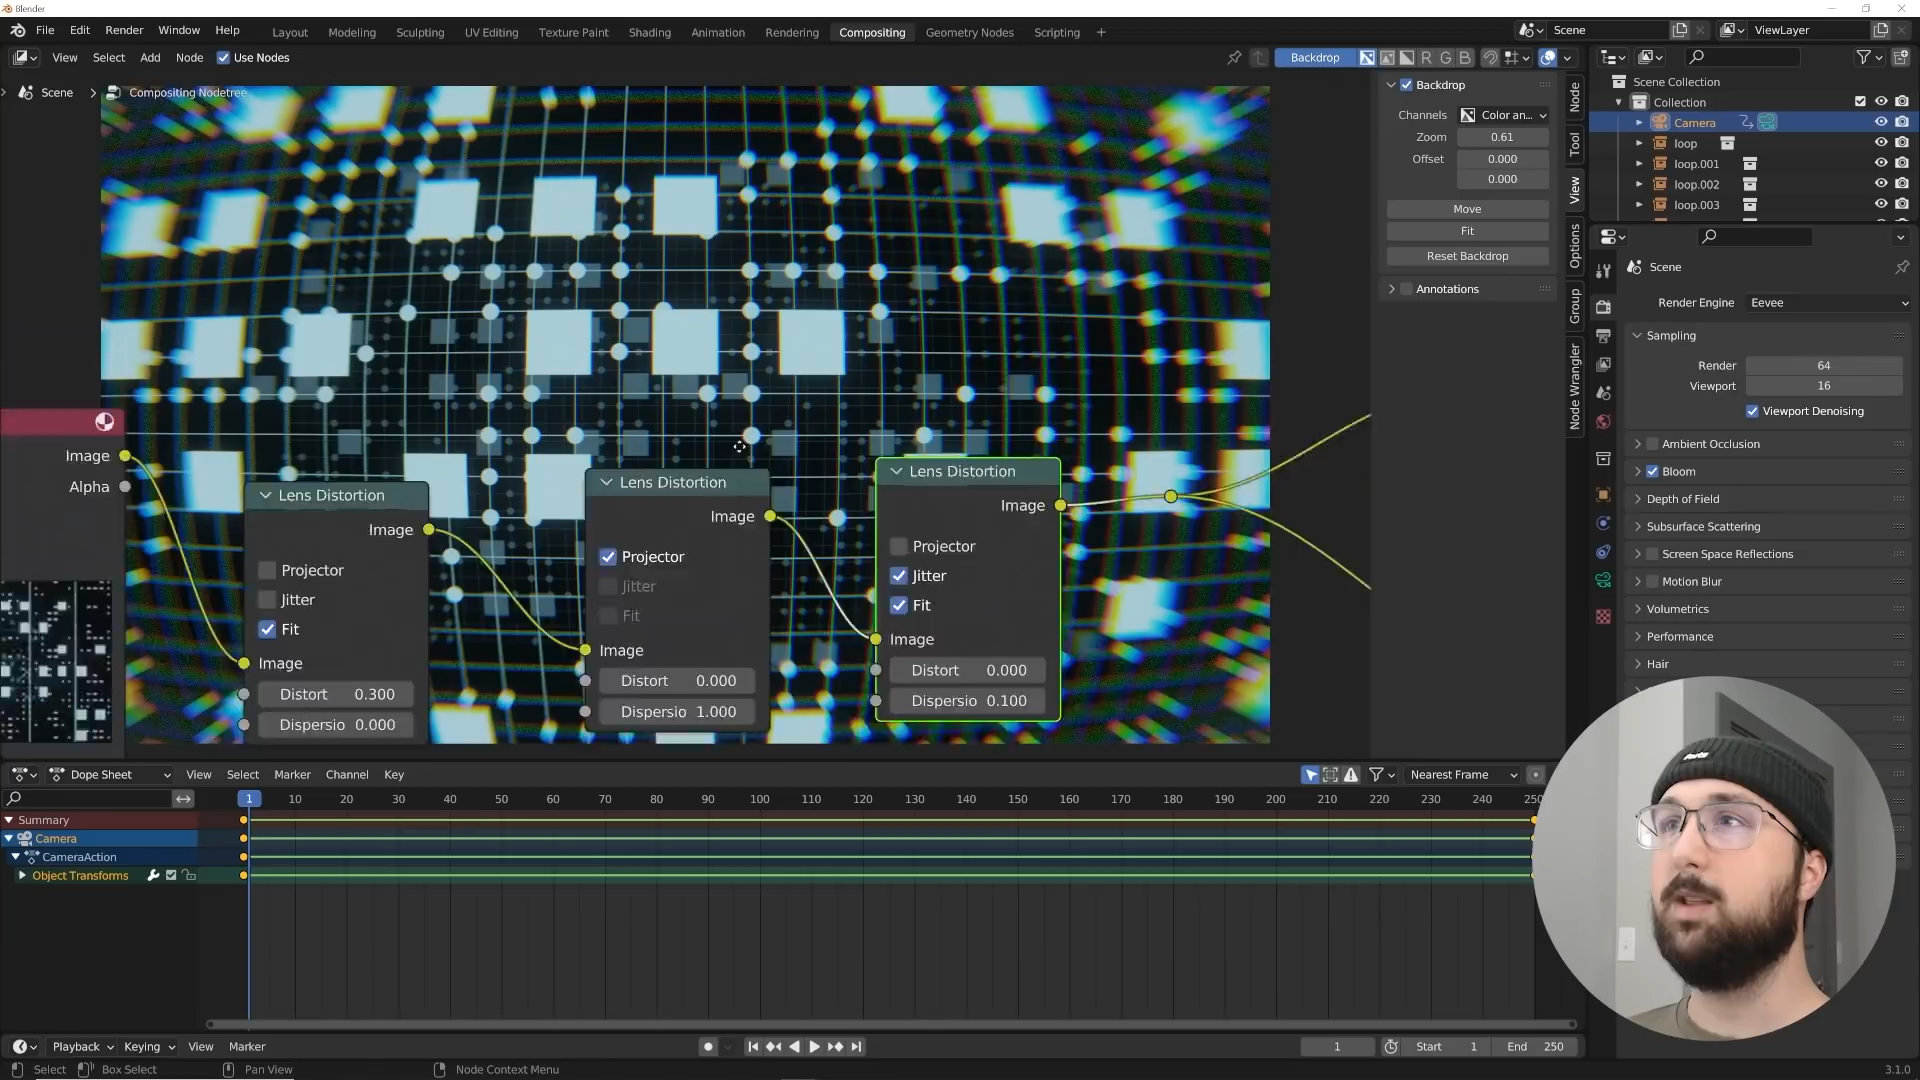 Blender
File Edit Render Window Help Layout Modeling Sculpting UV Editing Texture Paint Shading Animation Rendering Compositing Geometry Nodes Scripting + Scene ViewLayer
View Select Add Node Use Nodes Backdrop R G B
Scene > Compositing Nodetree
Backdrop
Channels Color an...
Zoom 0.61
Offset 0.000
0.000
Move
Fit
Reset Backdrop
Annotations
Node
Tool
View
Options
Group
Node Wrangler
Scene Collection
Collection
Camera
loop
loop.001
loop.002
loop.003
Scene
Render Engine Eevee
Sampling
Render 64
Viewport 16
Viewport Denoising
Ambient Occlusion
Bloom
Depth of Field
Subsurface Scattering
Screen Space Reflections
Motion Blur
Volumetrics
Performance
Hair
Image
Alpha
Lens Distortion
Image
Projector
Jitter
Fit
Image
Distort 0.300
Dispersio 0.000
Lens Distortion
Image
Projector
Jitter
Fit
Image
Distort 0.000
Dispersio 1.000
Lens Distortion
Image
Projector
Jitter
Fit
Image
Distort 0.000
Dispersio 0.100
Dope Sheet View Select Marker Channel Key Nearest Frame
1 10 20 30 40 50 60 70 80 90 100 110 120 130 140 150 160 170 180 190 200 210 220 230 240 250
Summary
Camera
CameraAction
Object Transforms
Playback Keying View Marker 1 Start 1 End 250
Select Box Select Pan View Node Context Menu 3.1.0